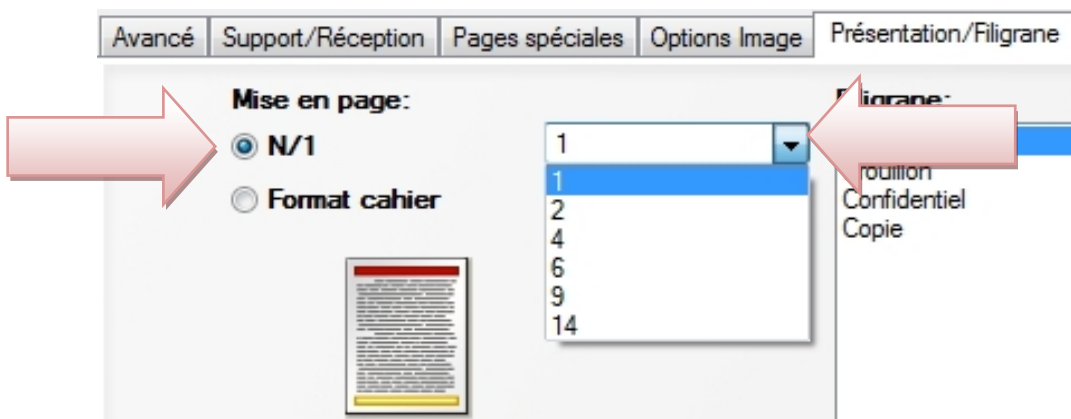 Avancé Support/Réception Pages spéciales Options Image Présentation/Filigrane
Mise en page:
N/1
Format cahier
1
1
2
4
6
9
14
Confidentiel
Copie